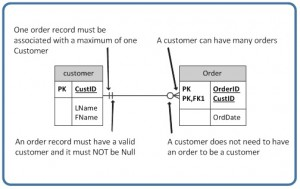 One order record must be
associated with a maximum of one
Customer
A customer can have many orders
customer
PK CustID
LName
FName
Order
PK OrderID
PK,FK1 CustID
OrdDate
An order record must have a valid
customer and it must NOT be Null
A customer does not need to have
an order to be a customer